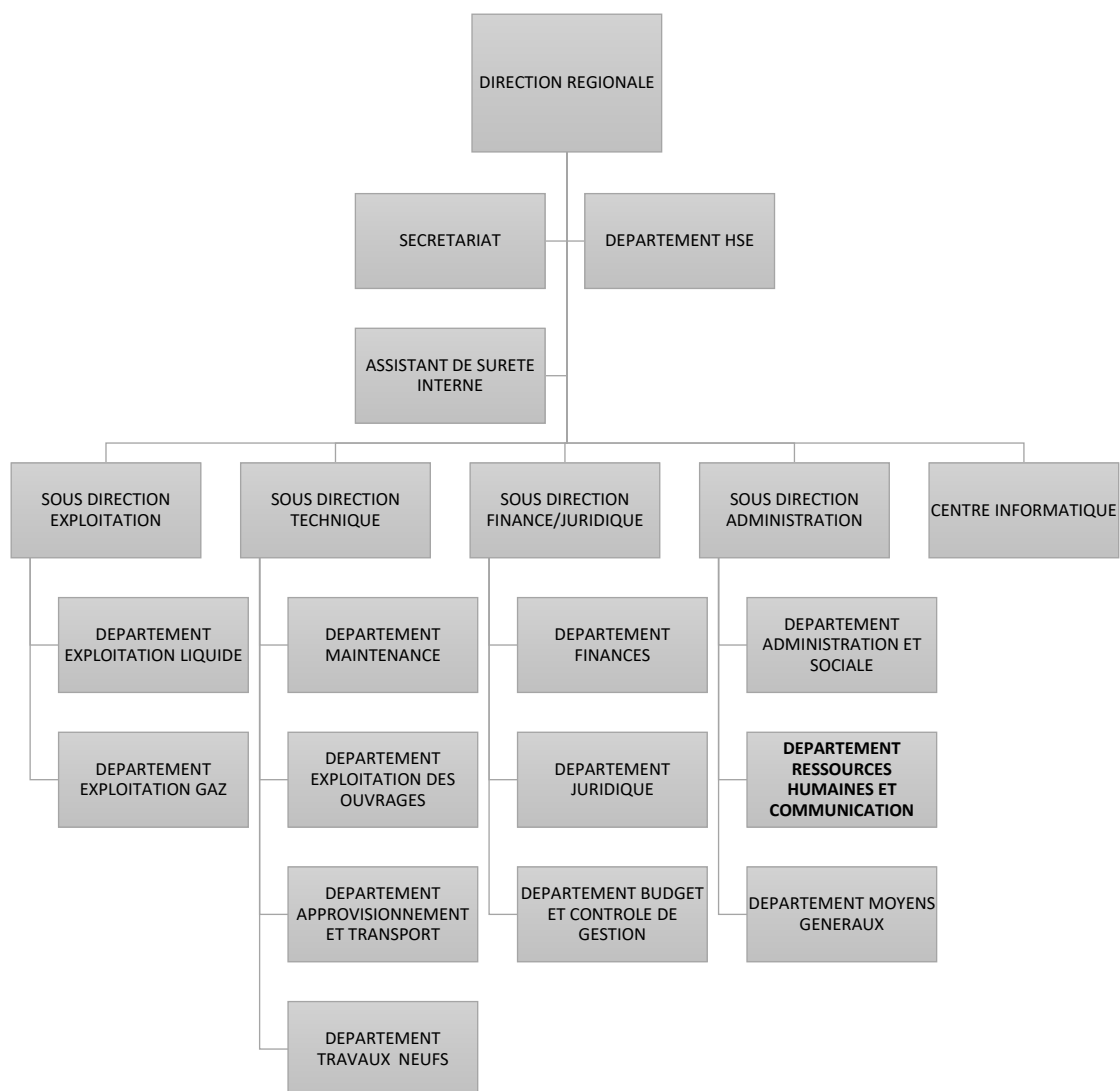 DIRECTION REGIONALE
SECRETARIAT
DEPARTEMENT HSE
ASSISTANT DE SURETE
INTERNE
SOUS DIRECTION
EXPLOITATION
SOUS DIRECTION
TECHNIQUE
SOUS DIRECTION
FINANCE/JURIDIQUE
SOUS DIRECTION
ADMINISTRATION
CENTRE INFORMATIQUE
DEPARTEMENT
EXPLOITATION LIQUIDE
DEPARTEMENT
MAINTENANCE
DEPARTEMENT
FINANCES
DEPARTEMENT
ADMINISTRATION ET
SOCIALE
DEPARTEMENT
EXPLOITATION GAZ
DEPARTEMENT
EXPLOITATION DES
OUVRAGES
DEPARTEMENT
JURIDIQUE
DEPARTEMENT
RESSOURCES
HUMAINES ET
COMMUNICATION
DEPARTEMENT
APPROVISIONNEMENT
ET TRANSPORT
DEPARTEMENT BUDGET
ET CONTROLE DE
GESTION
DEPARTEMENT MOYENS
GENERAUX
DEPARTEMENT
TRAVAUX NEUFS